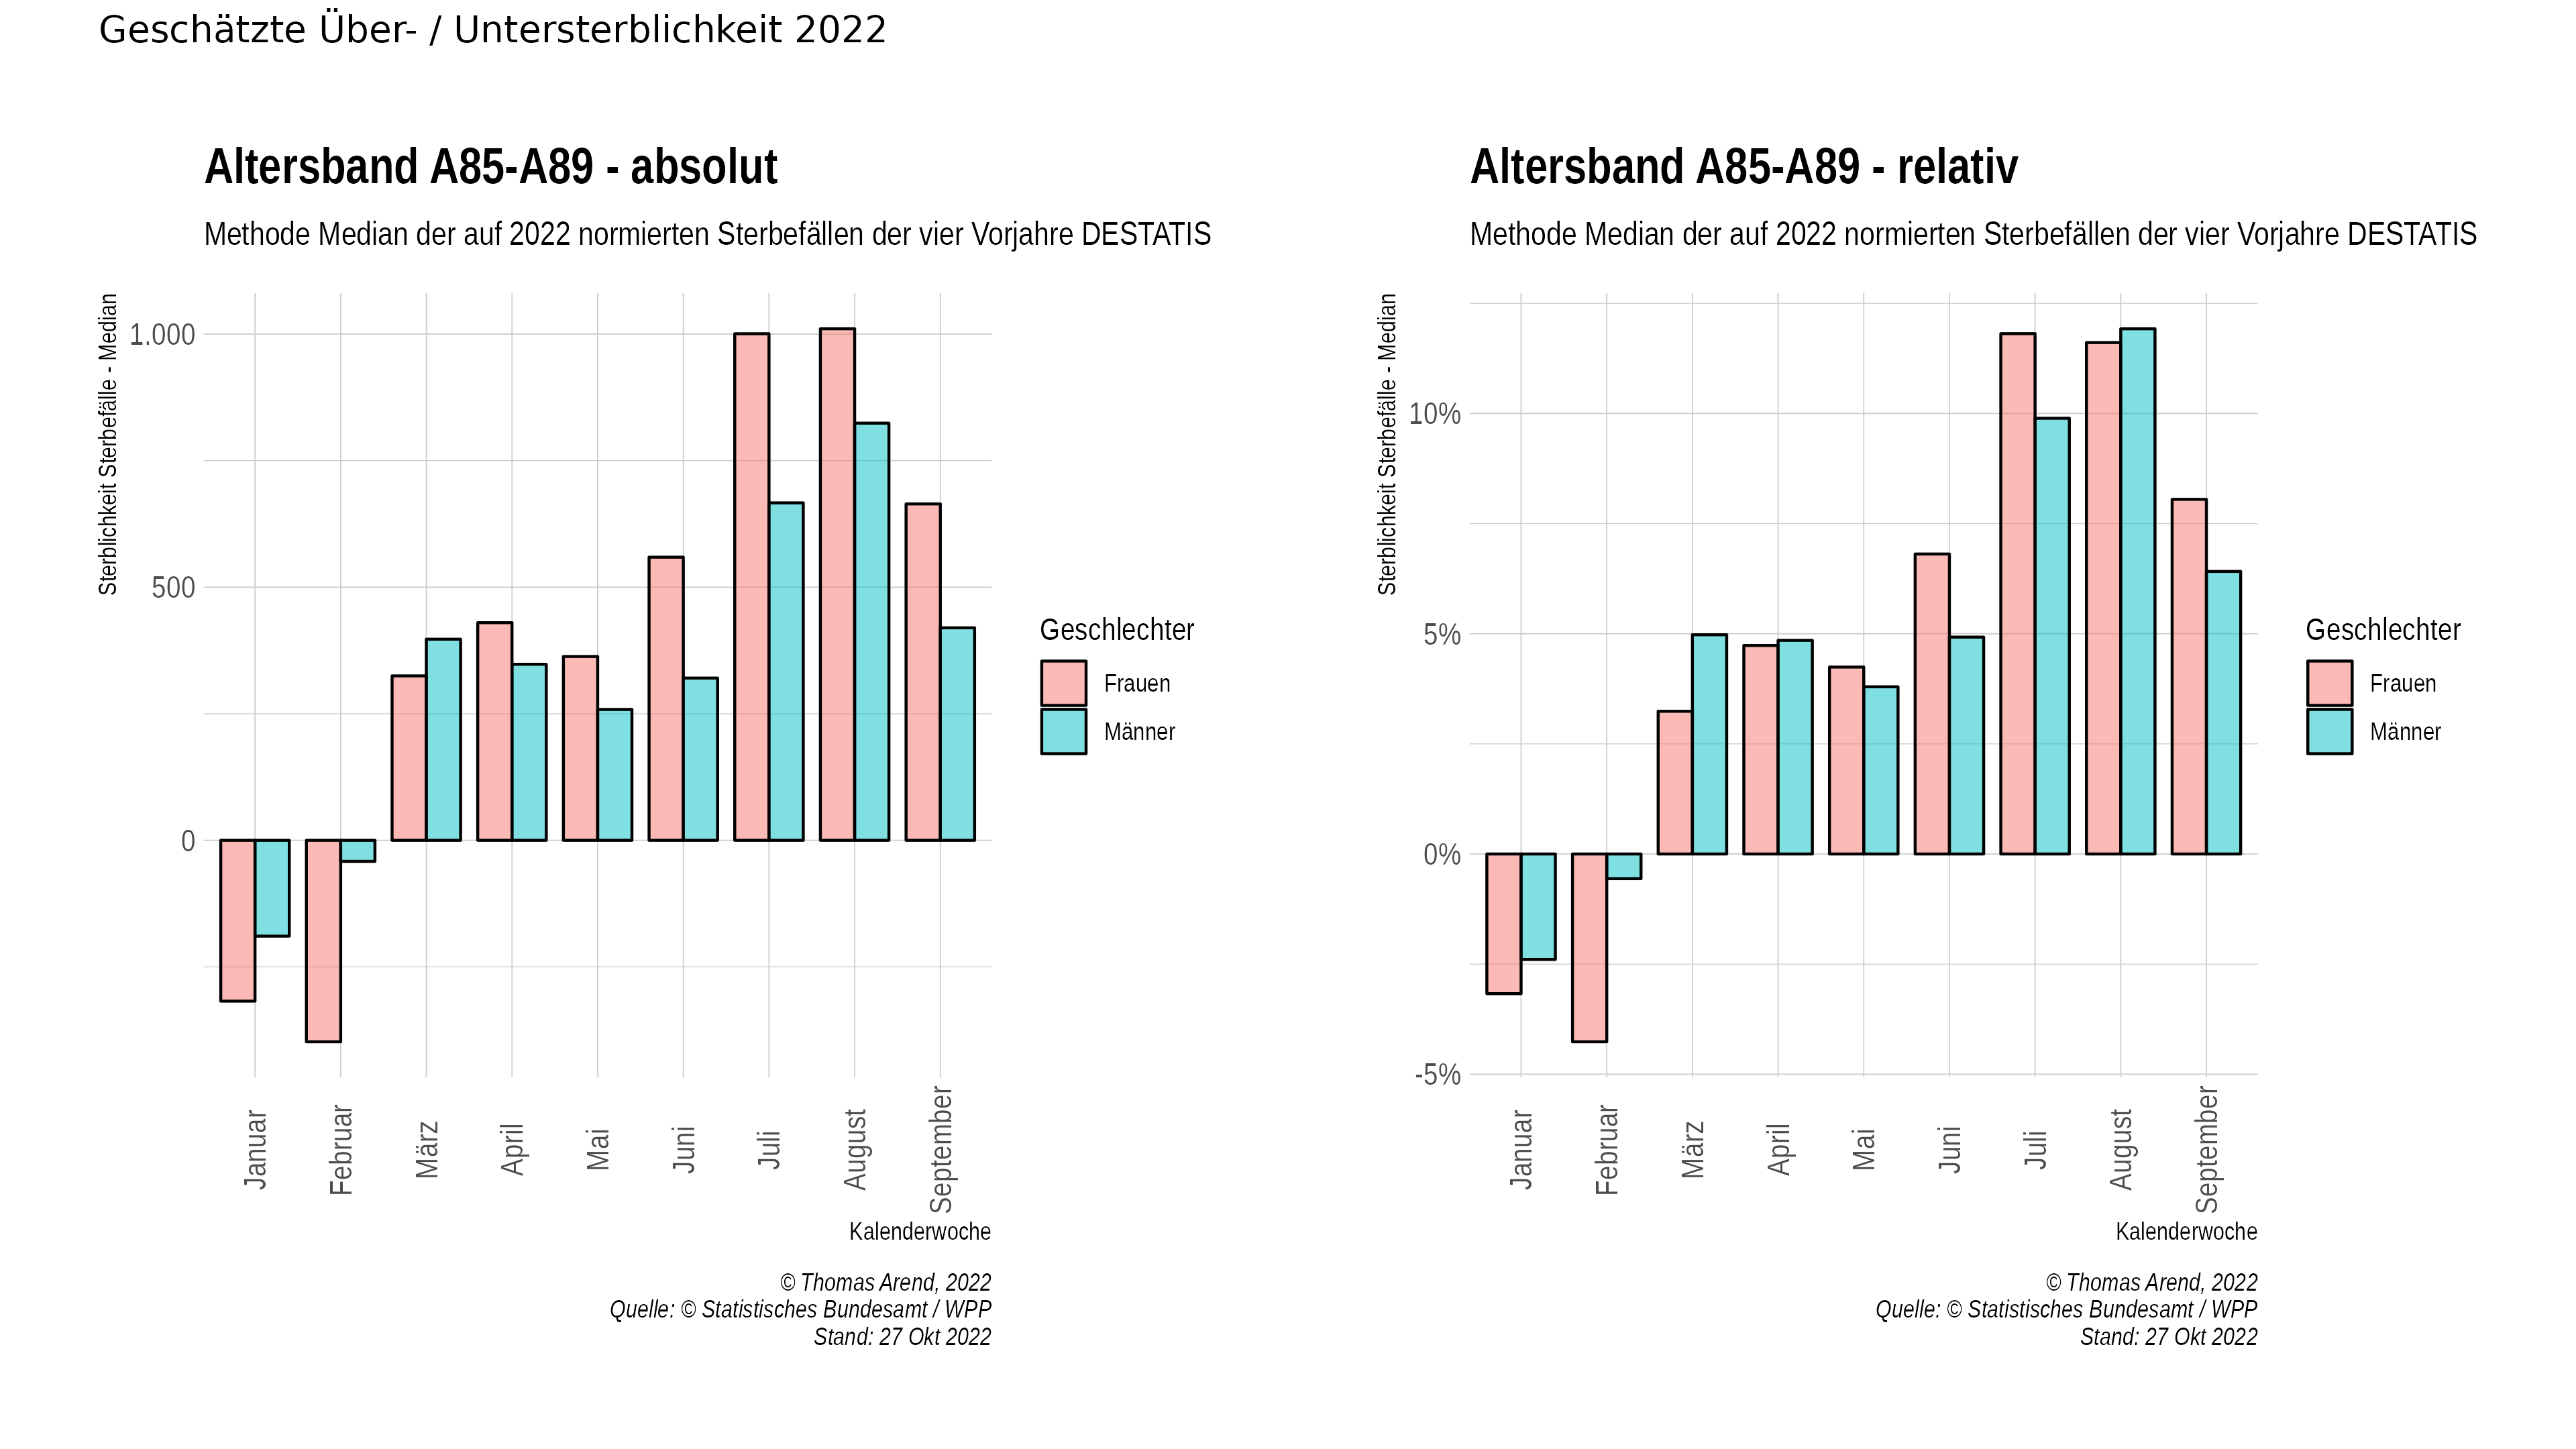 Geschätzte Über- / Untersterblichkeit 2022
Altersband A85-A89 - absolut
Methode Median der auf 2022 normierten Sterbefällen der vier Vorjahre DESTATIS
Sterblichkeit Sterbefälle - Median
1.000
500
0
Januar
Februar
März
April
Mai
Juni
Juli
August
September
Kalenderwoche
Geschlechter
Frauen
Männer
© Thomas Arend, 2022
Quelle: © Statistisches Bundesamt / WPP
Stand: 27 Okt 2022
Altersband A85-A89 - relativ
Methode Median der auf 2022 normierten Sterbefällen der vier Vorjahre DESTATIS
Sterblichkeit Sterbefälle - Median
10%
5%
0%
-5%
Januar
Februar
März
April
Mai
Juni
Juli
August
September
Kalenderwoche
Geschlechter
Frauen
Männer
© Thomas Arend, 2022
Quelle: © Statistisches Bundesamt / WPP
Stand: 27 Okt 2022